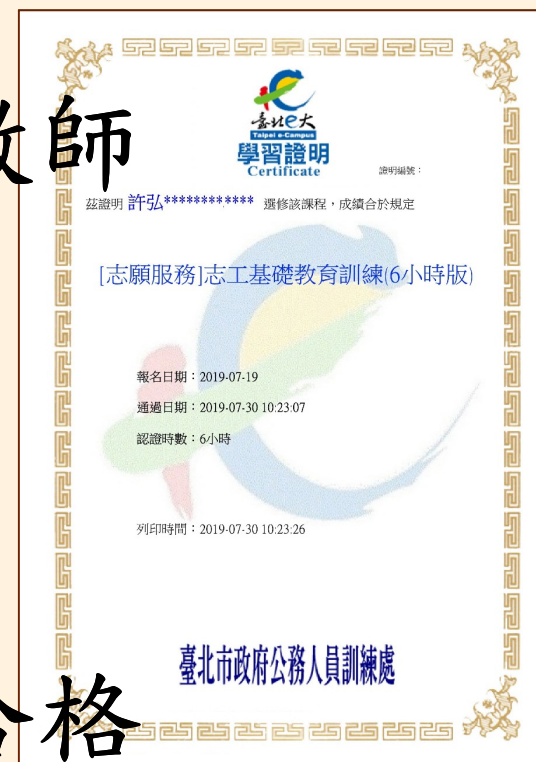 教師
臺北e大
Taipei e-Campus
學習證明
Certificate
證明編號：
茲證明 許弘************ 選修該課程，成績合於規定
[志願服務]志工基礎教育訓練(6小時版)
報名日期：2019-07-19
通過日期：2019-07-30 10:23:07
認證時數：6小時
列印時間：2019-07-30 10:23:26
臺北市政府公務人員訓練處
合格